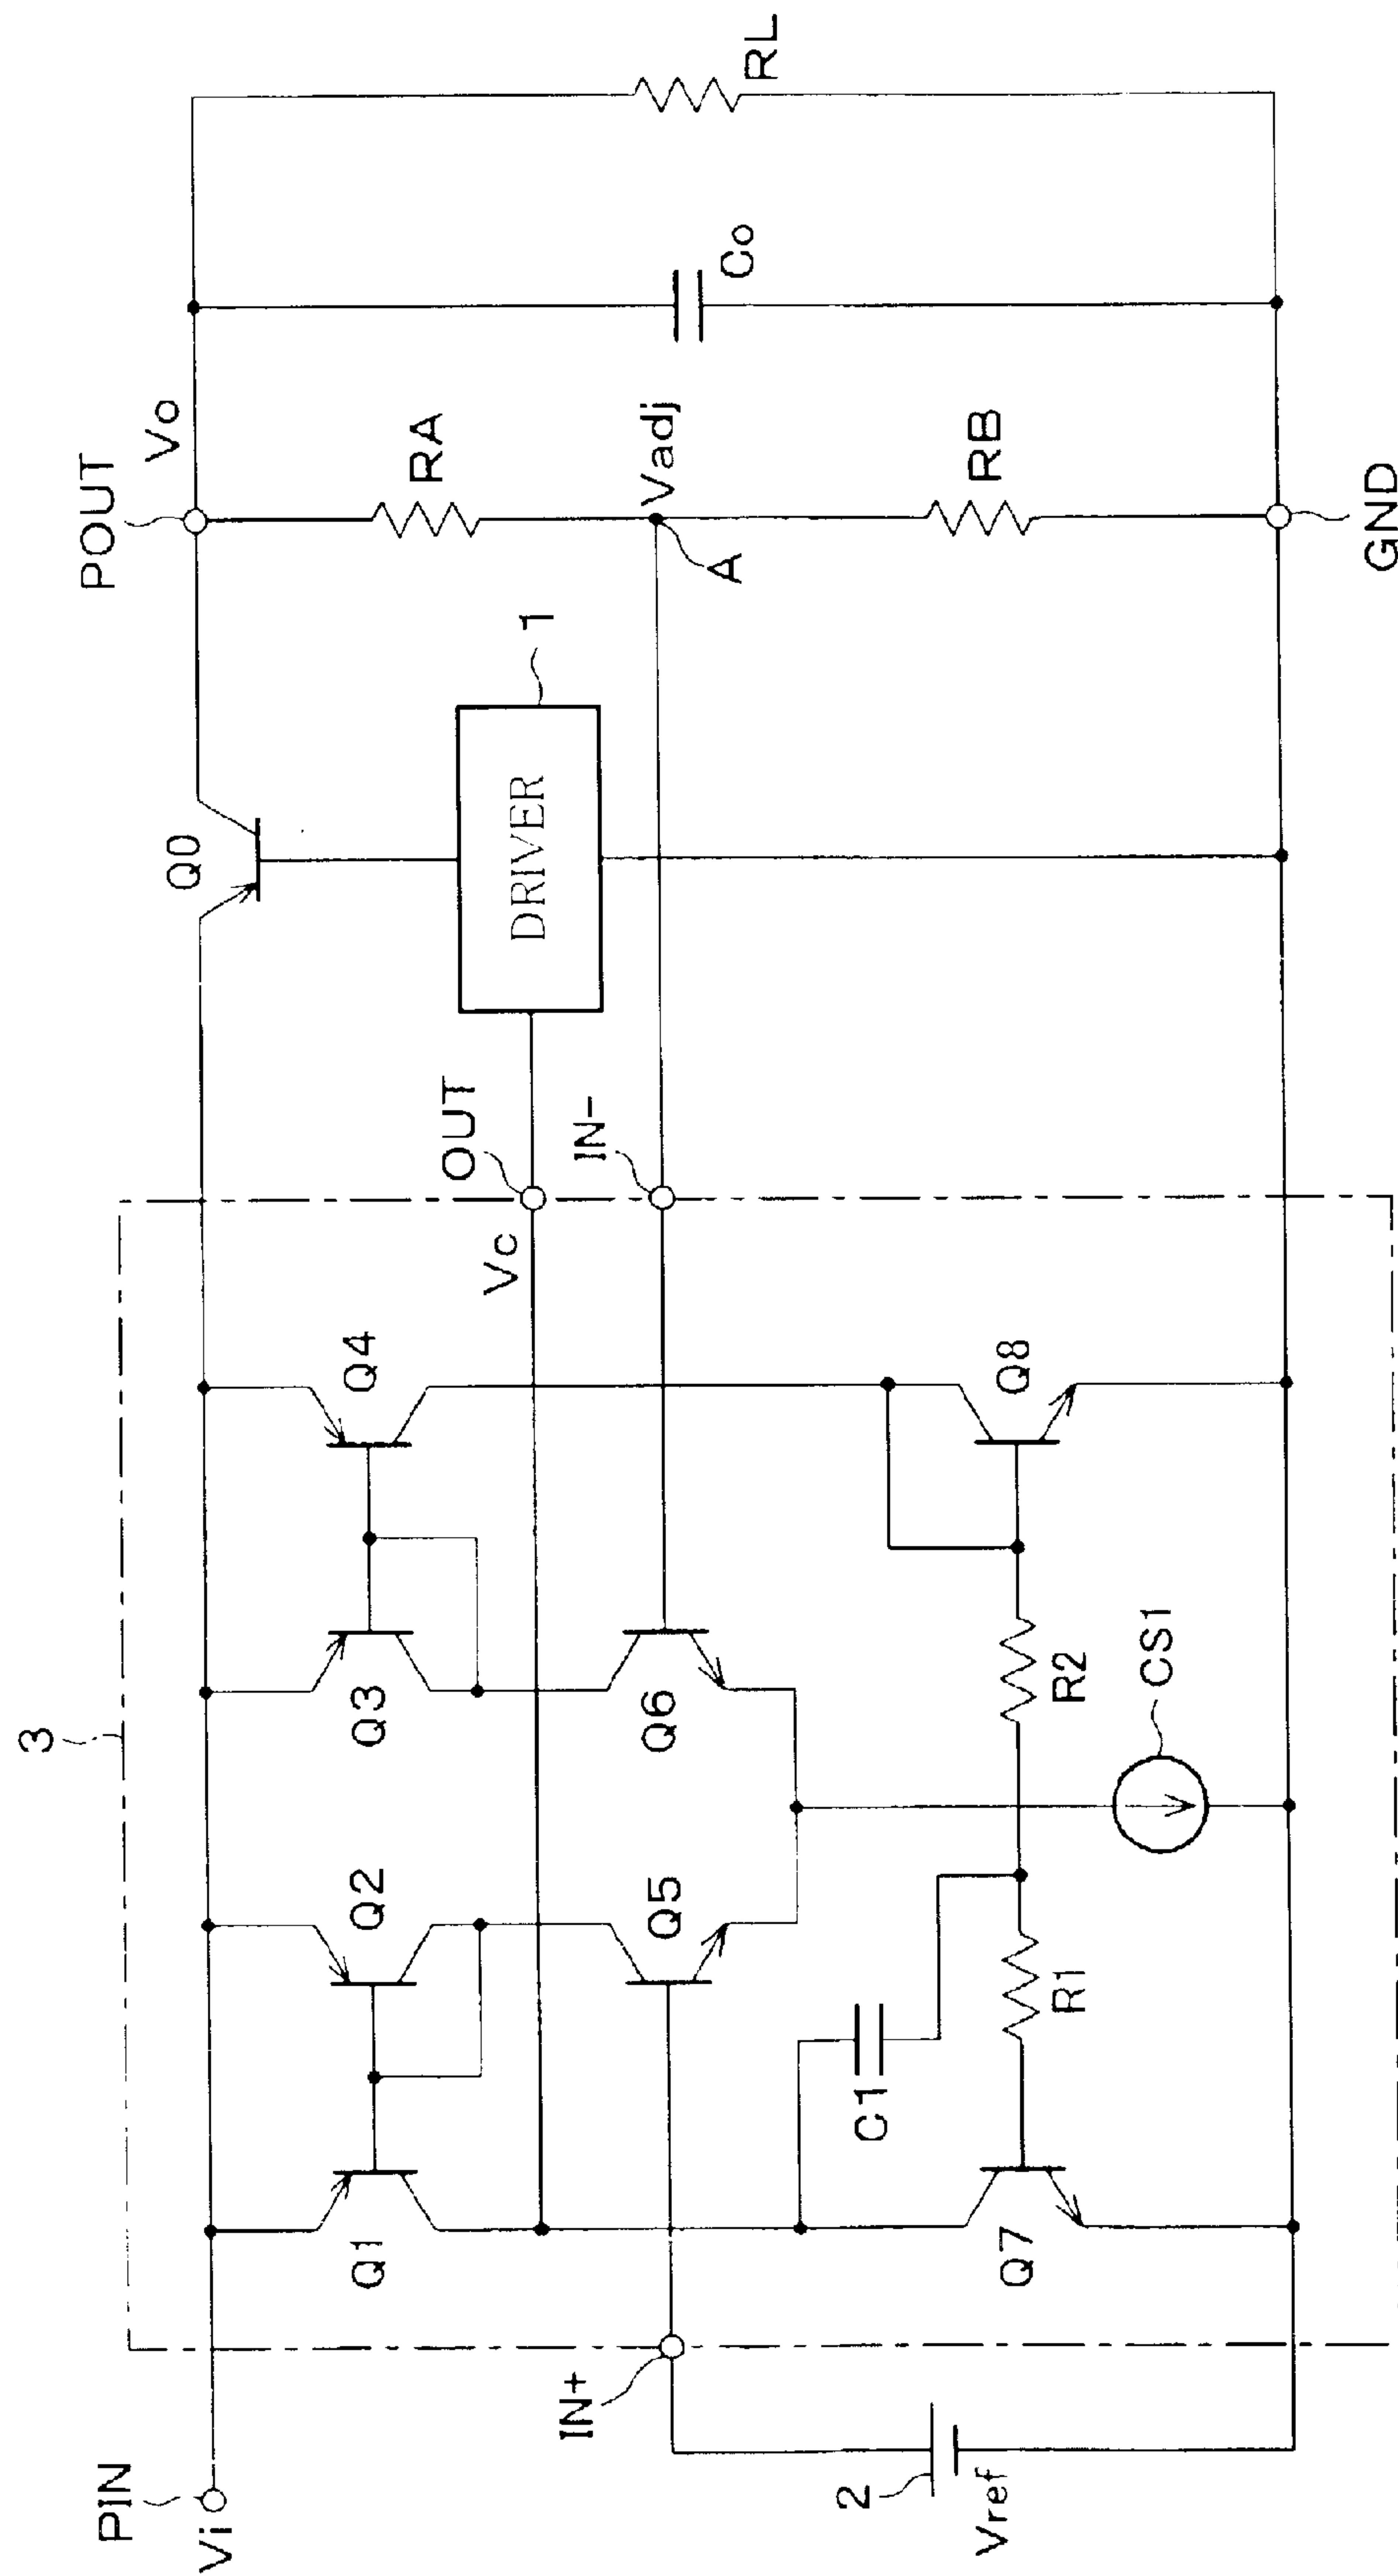 PIN
Vi
3
Q1
Q2
Q3
Q4
Q0
POUT
Vo
OUT
Vc
DRIVER
1
IN+
Q5
Q6
IN-
RA
Vadj
A
Co
RL
C1
2
Vref
Q7
R1
R2
CS1
Q8
RB
GND